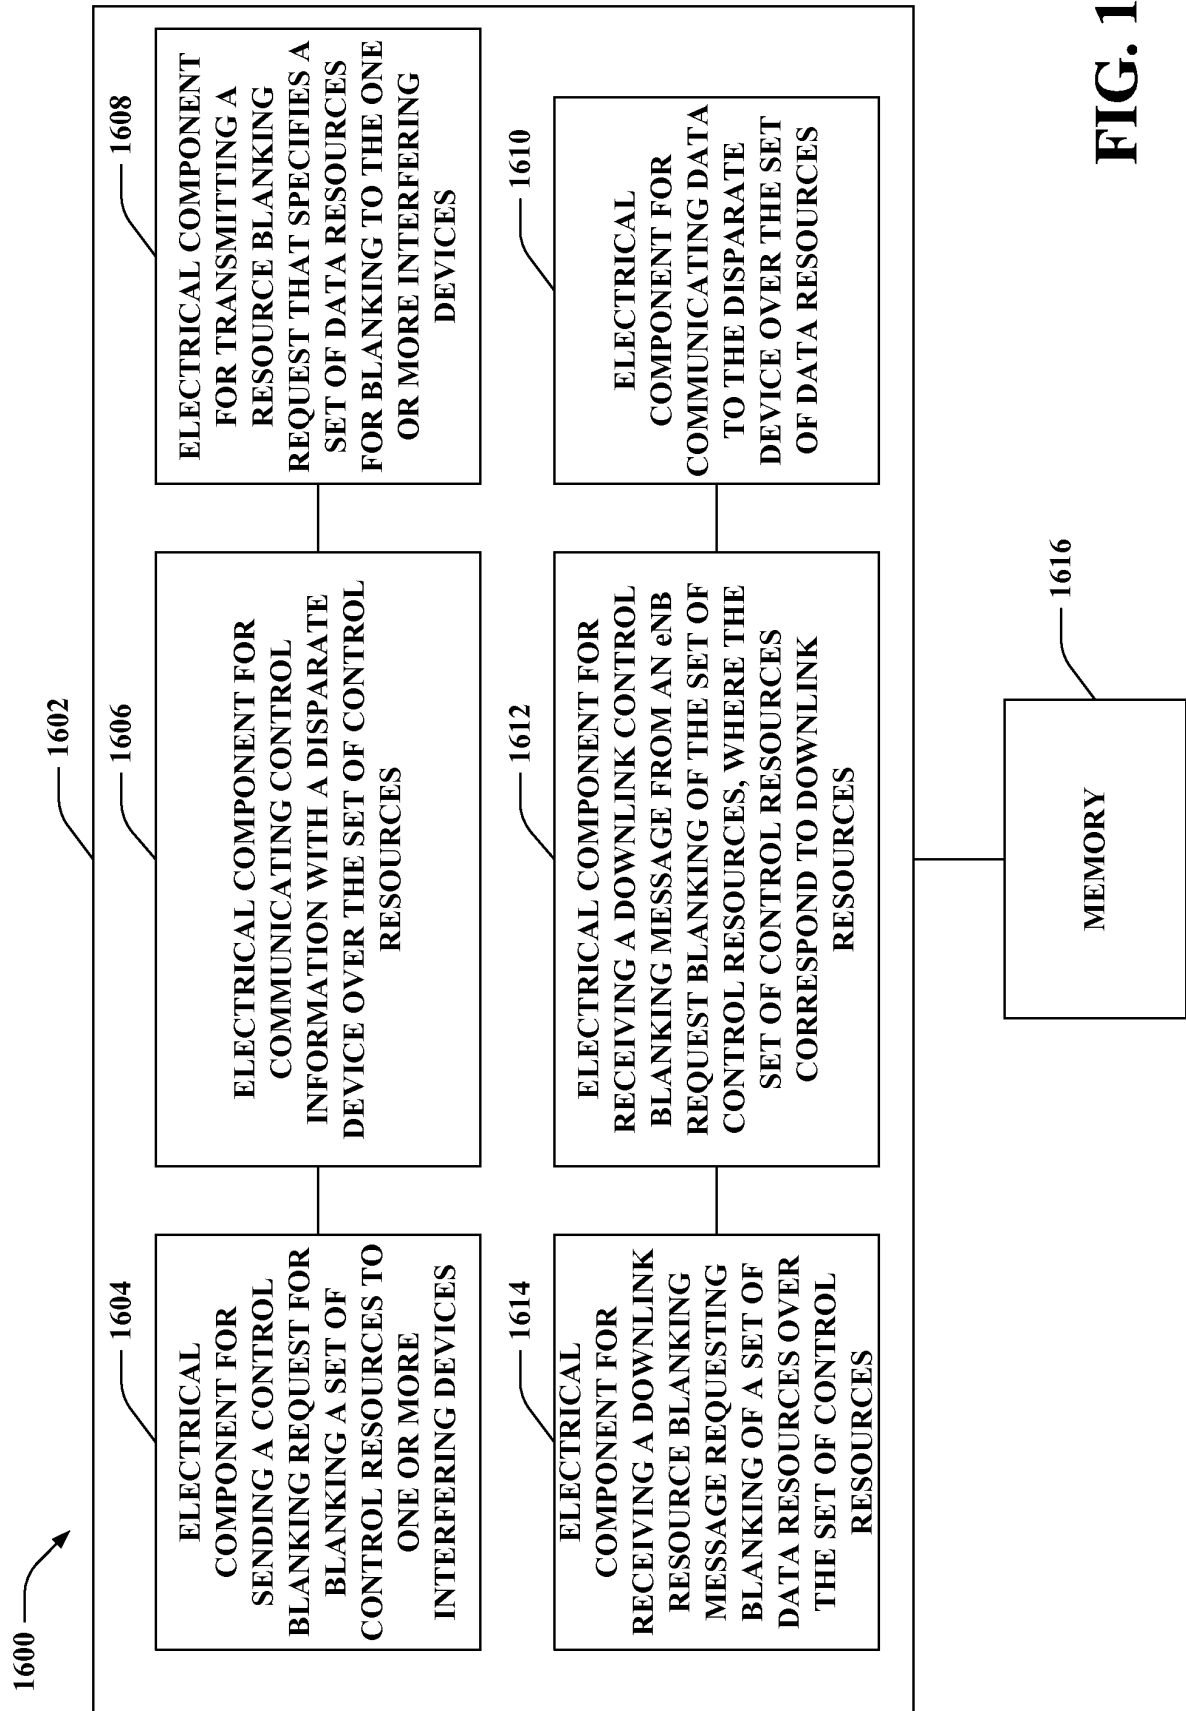 1600
1602
1604
ELECTRICAL
COMPONENT FOR
SENDING A CONTROL
BLANKING REQUEST FOR
BLANKING A SET OF
CONTROL RESOURCES TO
ONE OR MORE
INTERFERING DEVICES
1606
ELECTRICAL COMPONENT FOR
COMMUNICATING CONTROL
INFORMATION WITH A DISPARATE
DEVICE OVER THE SET OF CONTROL
RESOURCES
1608
ELECTRICAL COMPONENT
FOR TRANSMITTING A
RESOURCE BLANKING
REQUEST THAT SPECIFIES A
SET OF DATA RESOURCES
FOR BLANKING TO THE ONE
OR MORE INTERFERING
DEVICES
1614
ELECTRICAL
COMPONENT FOR
RECEIVING A DOWNLINK
RESOURCE BLANKING
MESSAGE REQUESTING
BLANKING OF A SET OF
DATA RESOURCES OVER
THE SET OF CONTROL
RESOURCES
1612
ELECTRICAL COMPONENT FOR
RECEIVING A DOWNLINK CONTROL
BLANKING MESSAGE FROM AN eNB
REQUEST BLANKING OF THE SET OF
CONTROL RESOURCES, WHERE THE
SET OF CONTROL RESOURCES
CORRESPOND TO DOWNLINK
RESOURCES
1610
ELECTRICAL
COMPONENT FOR
COMMUNICATING DATA
TO THE DISPARATE
DEVICE OVER THE SET
OF DATA RESOURCES
1616
MEMORY
FIG. 1